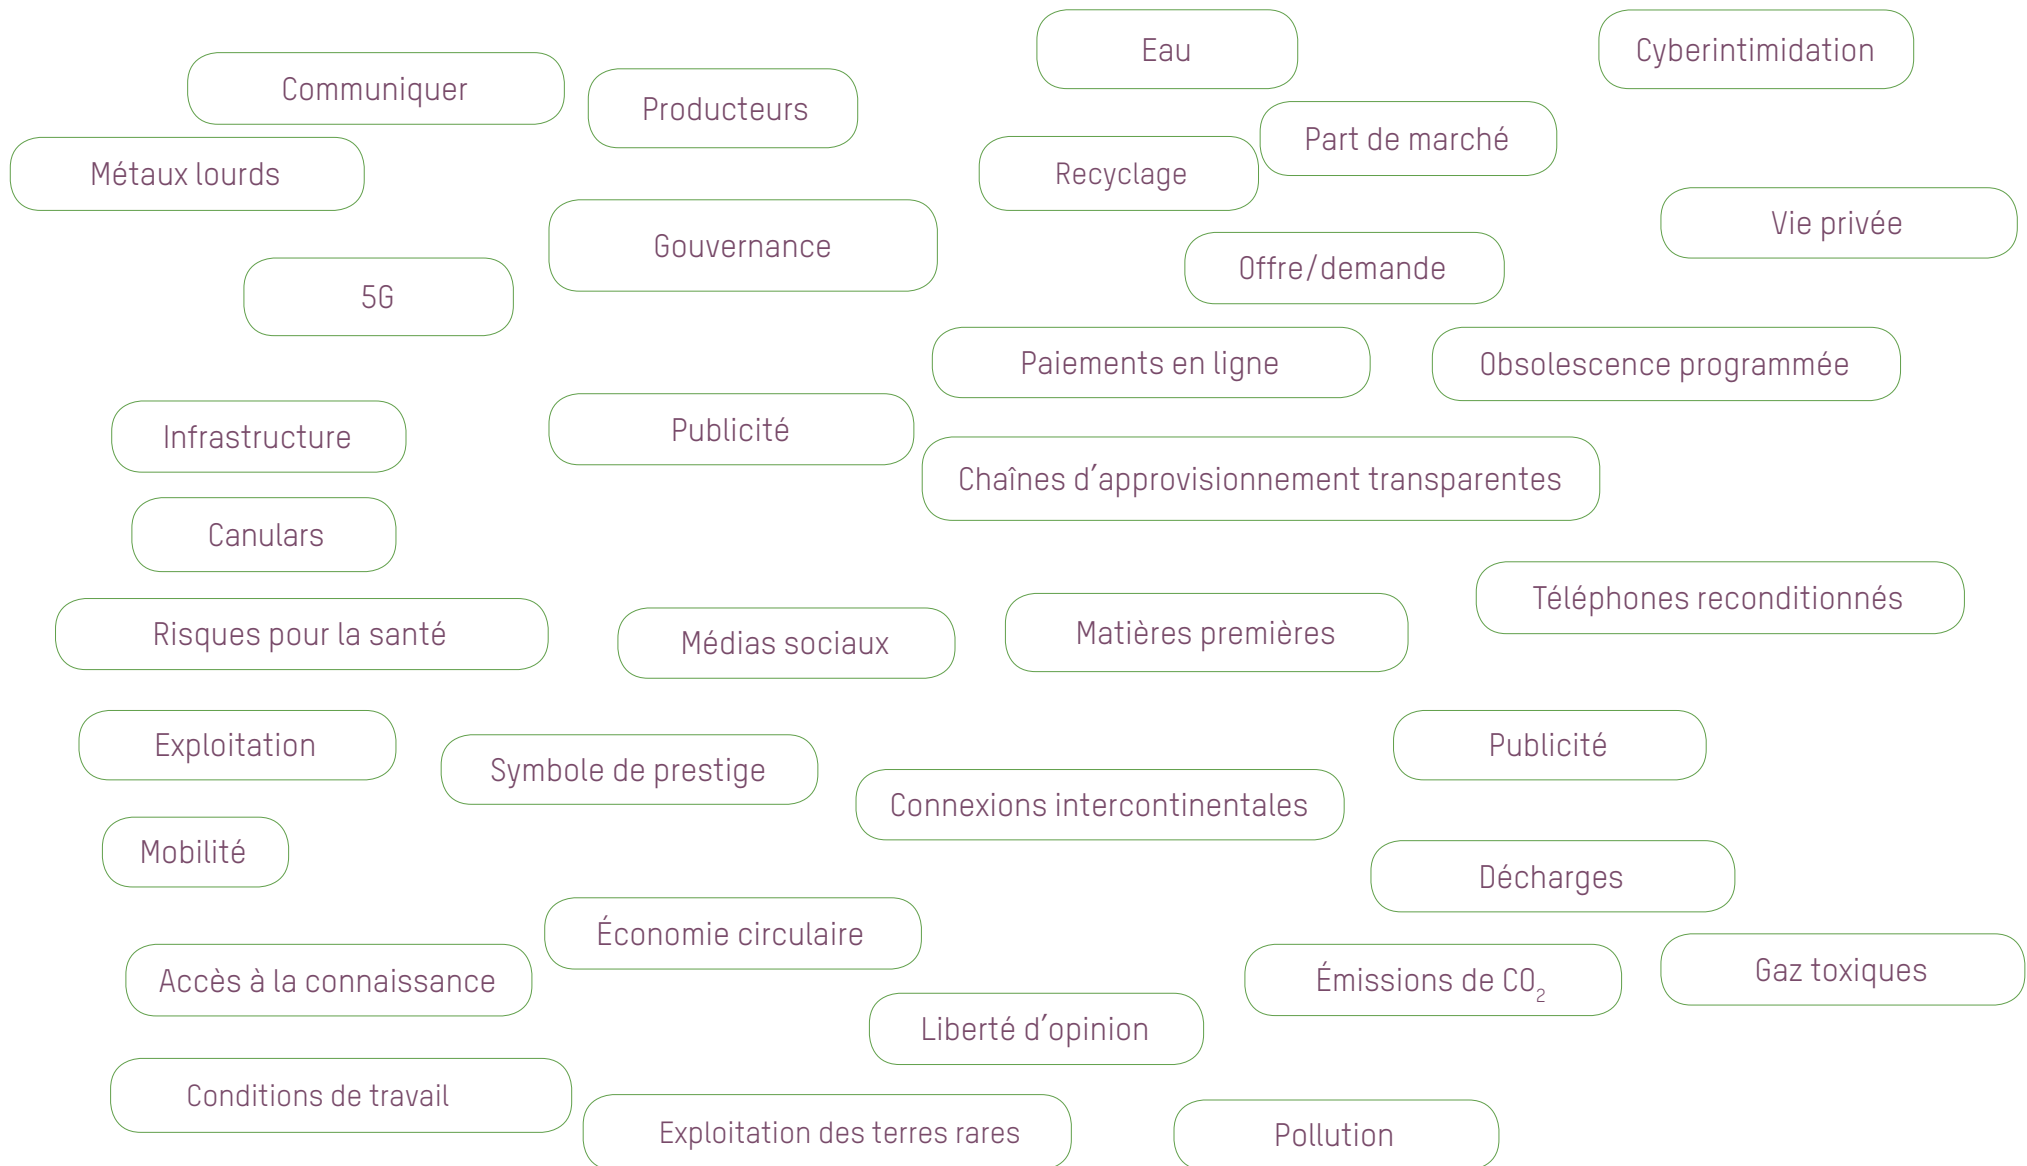 Eau
Cyberintimidation
Communiquer
Producteurs
Part de marché
Métaux lourds
Recyclage
Vie privée
Gouvernance
Offre/demande
5G
Paiements en ligne
Obsolescence programmée
Publicité
Infrastructure
Chaînes d’approvisionnement transparentes
Canulars
Téléphones reconditionnés
Risques pour la santé
Médias sociaux
Matières premières
Exploitation
Publicité
Symbole de prestige
Connexions intercontinentales
Mobilité
Décharges
Économie circulaire
Gaz toxiques
Accès à la connaissance
Émissions de CO₂
Liberté d’opinion
Conditions de travail
Exploitation des terres rares
Pollution